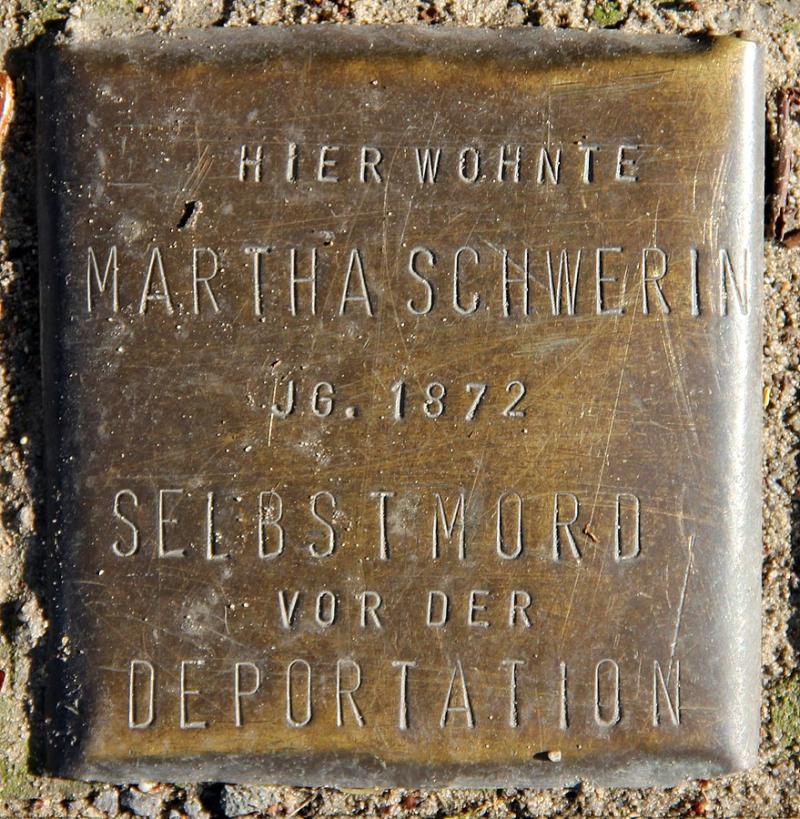 HIER WOHNTE
MARTHA SCHWERIN
JG. 1872
SELBSTMORD
VOR DER
DEPORTATION